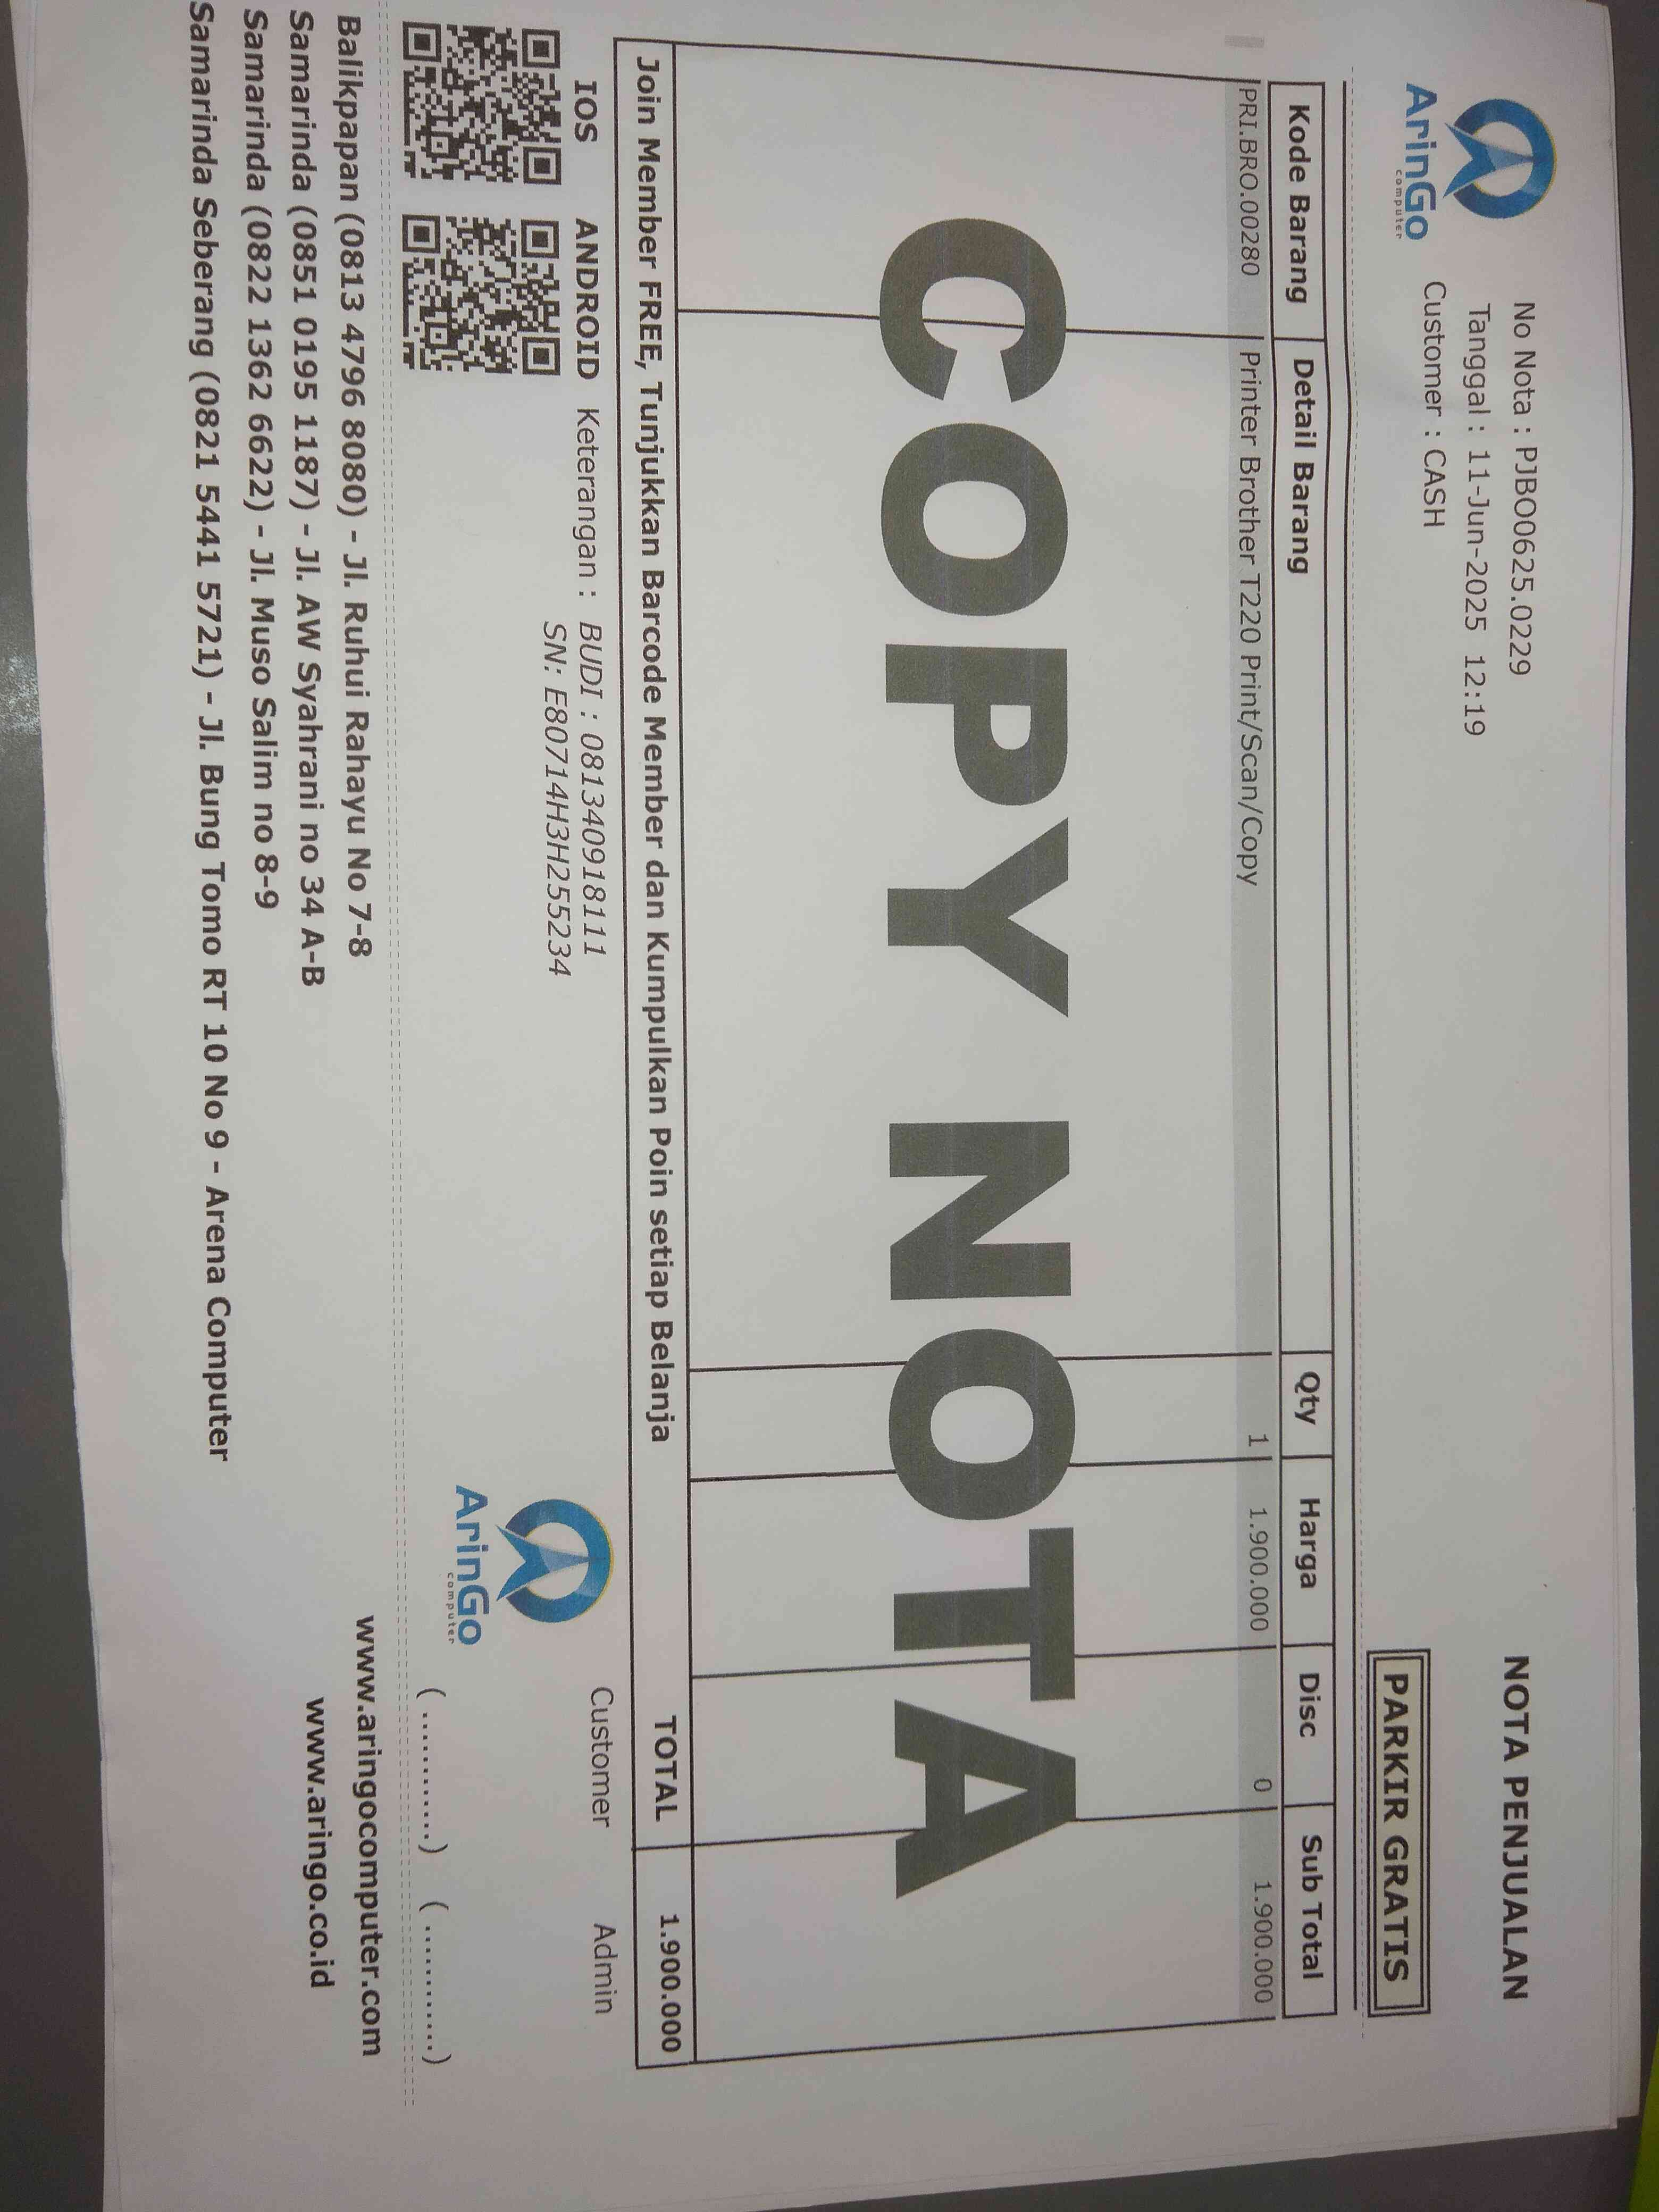 ArinGo
computer
No Nota : PJBO0625.0229
Tanggal : 11-Jun-2025 12:19
Customer : CASH
NOTA PENJUALAN
PARKIR GRATIS
Kode Barang Detail Barang Qty Harga Disc Sub Total
PRI.BRO.00280 Printer Brother T220 Print/Scan/Copy 1 1.900.000 0 1.900.000
COPY NOTA
Join Member FREE, Tunjukkan Barcode Member dan Kumpulkan Poin setiap Belanja TOTAL 1.900.000
IOS ANDROID Keterangan : BUDI : 081340918111
SN: E80714H3H255234
ArinGo
computer
Customer Admin
( ..........) ( ...........)
Balikpapan (0813 4796 8080) - Jl. Ruhui Rahayu No 7-8 www.aringocomputer.com
Samarinda (0851 0195 1187) - Jl. AW Syahrani no 34 A-B www.aringo.co.id
Samarinda (0822 1362 6622) - Jl. Muso Salim no 8-9
Samarinda Seberang (0821 5441 5721) - Jl. Bung Tomo RT 10 No 9 - Arena Computer